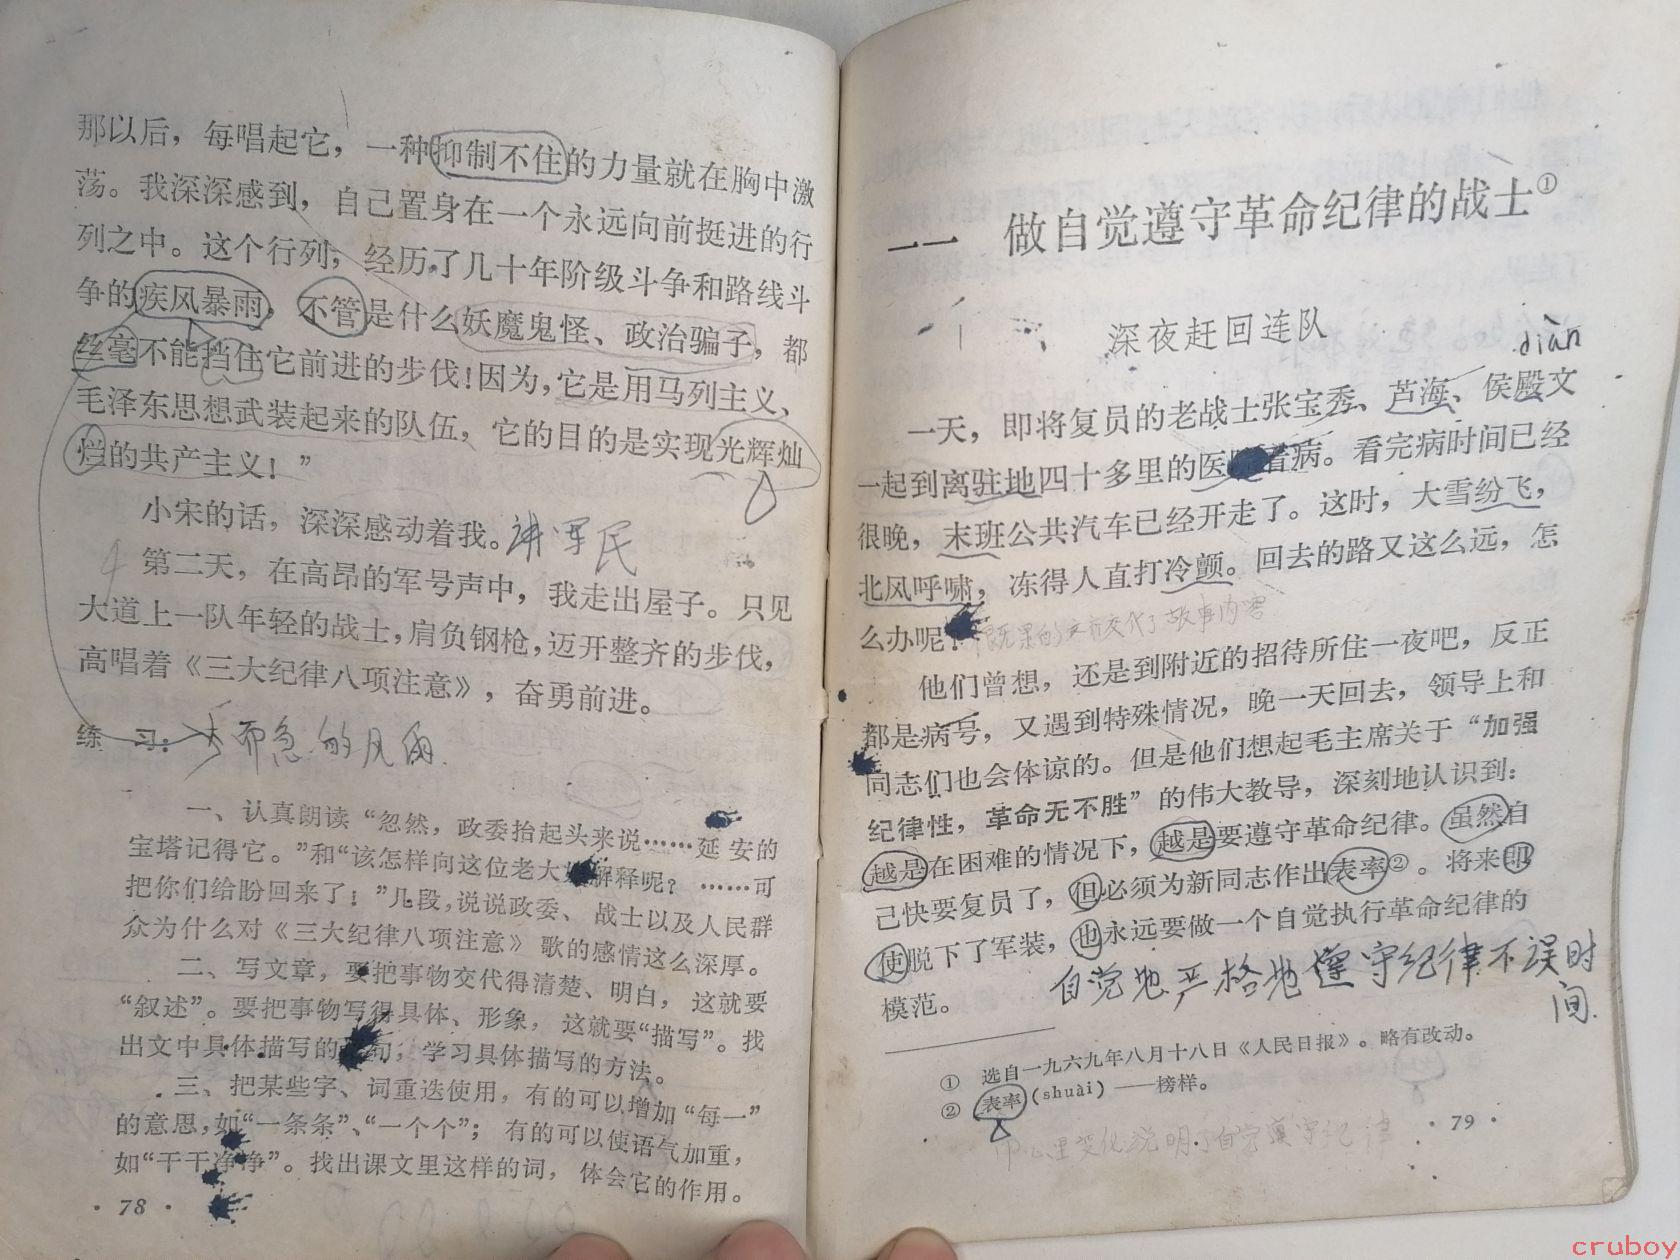 那以后，每唱起它，一种抑制不住的力量就在胸中激
荡。我深深感到，自己置身在一个永远向前挺进的行
列之中。这个行列，经历了几十年阶级斗争和路线斗
争的疾风暴雨，不管是什么妖魔鬼怪、政治骗子，都
丝毫不能挡住它前进的步伐！因为，它是用马列主义、
毛泽东思想武装起来的队伍，它的目的是实现光辉灿
烂的共产主义！”
小宋的话，深深感动着我。讲军民
第二天，在高昂的军号声中，我走出屋子。只见
大道上一队年轻的战士，肩负钢枪，迈开整齐的步伐，
高唱着《三大纪律八项注意》，奋勇前进。
练 习：
而急的风雨
一、认真朗读“忽然，政委抬起头来说……延安的
宝塔记得它。”和“该怎样向这位老大解释呢？……可
把你们给盼回来了！”几段，说说政委、战士以及人民群
众为什么对《三大纪律八项注意》歌的感情这么深厚。
二、写文章，要把事物交代得清楚、明白，这就要
“叙述”。要把事物写得具体、形象，这就要“描写”。找
出文中具体描写的句，学习具体描写的方法。
三、把某些字、词重迭使用，有的可以增加“每一”
的意思，如“一条条”、“一个个”；有的可以使语气加重，
如“干干净净”。找出课文里这样的词，体会它的作用。
· 78 ·
一一 做自觉遵守革命纪律的战士①
深夜赶回连队
diàn
一天，即将复员的老战士张宝秀、芦海、侯殿文
一起到离驻地四十多里的医院看病。看完病时间已经
很晚，末班公共汽车已经开走了。这时，大雪纷飞，
北风呼啸，冻得人直打冷颤。回去的路又这么远，怎
么办呢？
交代了故事内容
他们曾想，还是到附近的招待所住一夜吧，反正
都是病号，又遇到特殊情况，晚一天回去，领导上和
同志们也会体谅的。但是他们想起毛主席关于“加强
纪律性，革命无不胜”的伟大教导，深刻地认识到：
越是在困难的情况下，越是要遵守革命纪律。虽然自
己快要复员了，但必须为新同志作出表率②。将来即
使脱下了军装，也永远要做一个自觉执行革命纪律的
模范。
自觉地严格地遵守纪律不误时
间
① 选自一九六九年八月十八日《人民日报》。略有改动。
② 表率(shuài)——榜样。
心里变化说明了自觉遵守纪律
· 79 ·
cruboy